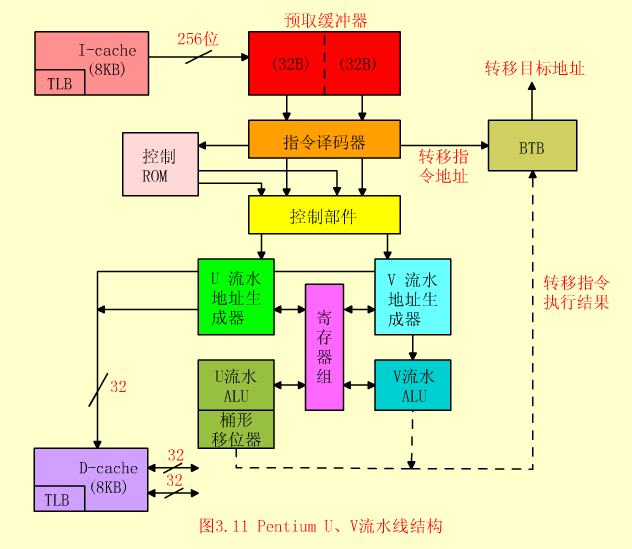 预取缓冲器
I-cache
(8KB)
TLB
256位
(32B)
(32B)
转移目标地址
指令译码器
BTB
转移指
令地址
控制
ROM
控制部件
U 流水
地址生
成器
V 流水
地址生
成器
寄
存
器
组
转移指令
执行结果
U流水
ALU
V流水
ALU
桶形
移位器
32
D-cache
(8KB)
TLB
32
32
图3.11 Pentium U、V流水线结构